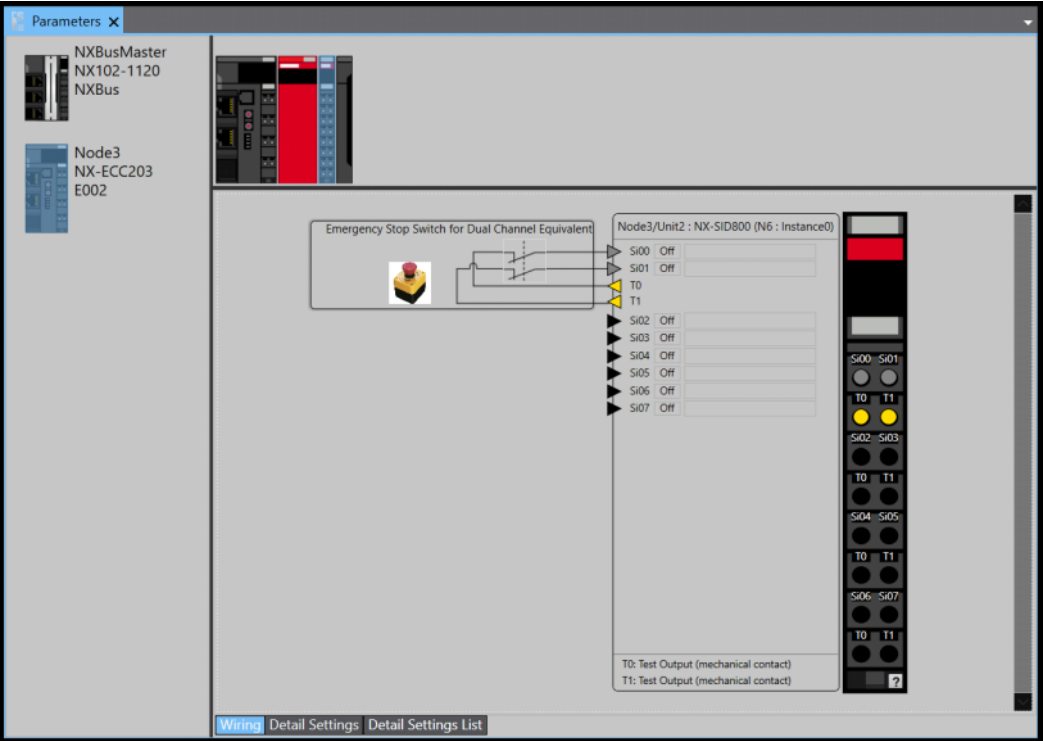 Parameters
NXBusMaster
NX102-1120
NXBus
Node3
NX-ECC203
E002
Emergency Stop Switch for Dual Channel Equivalent
Node3/Unit2 : NX-SID800 (N6 : Instance0)
Si00 Off
Si01 Off
T0
T1
Si02 Off
Si03 Off
Si04 Off
Si05 Off
Si06 Off
Si07 Off
T0: Test Output (mechanical contact)
T1: Test Output (mechanical contact)
Si00 Si01
T0 T1
Si02 Si03
T0 T1
Si04 Si05
T0 T1
Si06 Si07
T0 T1
?
Wiring Detail Settings Detail Settings List